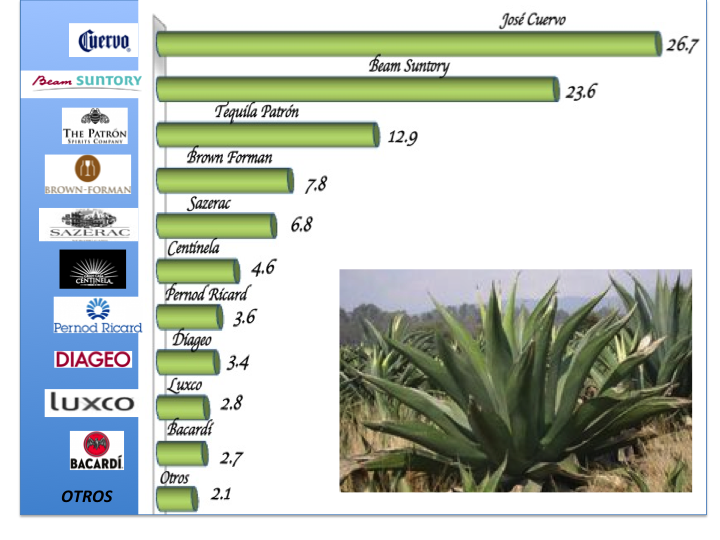 José Cuervo
Cuervo
26.7
Beam Suntory
Beam SUNTORY
23.6
Tequila Patrón
THE PATRÓN
SPIRITS COMPANY
12.9
Brown Forman
BROWN-FORMAN
7.8
Sazerac
SAZERAC
6.8
Centinela
CENTINELA
4.6
Pernod Ricard
Pernod Ricard
3.6
Diageo
DIAGEO
3.4
Luxco
LUXCO
2.8
Bacardí
BACARDÍ
2.7
Otros
OTROS
2.1